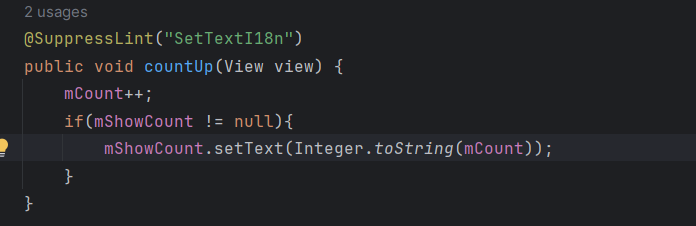 2 usages
@SuppressLint("SetTextI18n")
public void countUp(View view) {
    mCount++;
    if(mShowCount != null){
        mShowCount.setText(Integer.toString(mCount));
    }
}